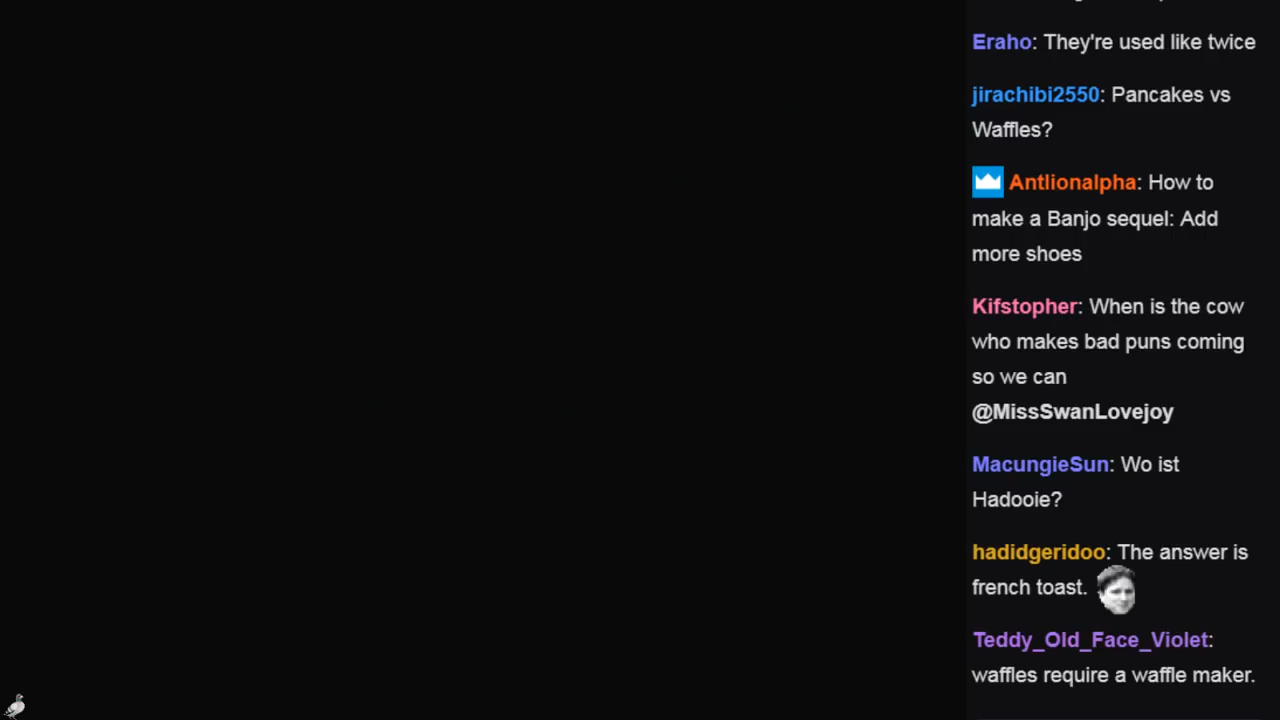 Eraho: They're used like twice
jirachibi2550: Pancakes vs
Waffles?
Antlionalpha: How to
make a Banjo sequel: Add
more shoes
Kifstopher: When is the cow
who makes bad puns coming
so we can
@MissSwanLovejoy
MacungieSun: Wo ist
Hadooie?
hadidgeridoo: The answer is
french toast.
Teddy_Old_Face_Violet:
waffles require a waffle maker.